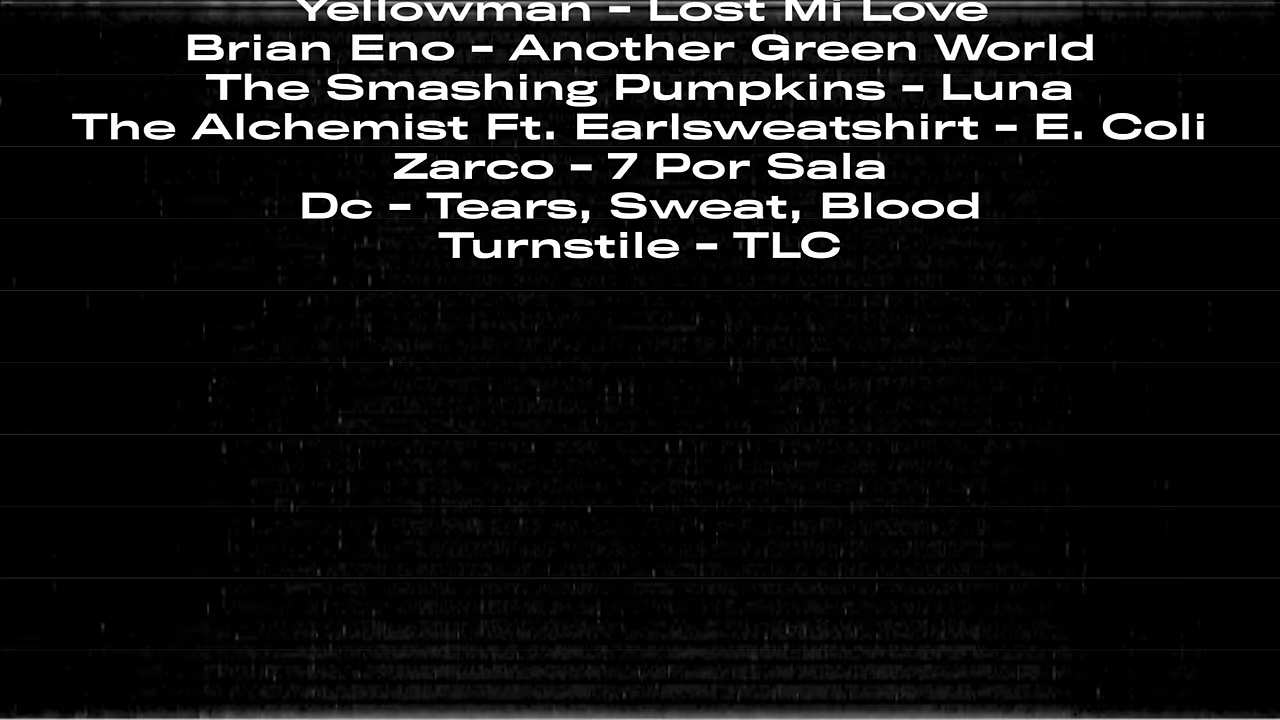 Yellowman - Lost Mi Love
Brian Eno - Another Green World
The Smashing Pumpkins - Luna
The Alchemist Ft. Earlsweatshirt - E. Coli
Zarco - 7 Por Sala
Dc - Tears, Sweat, Blood
Turnstile - TLC